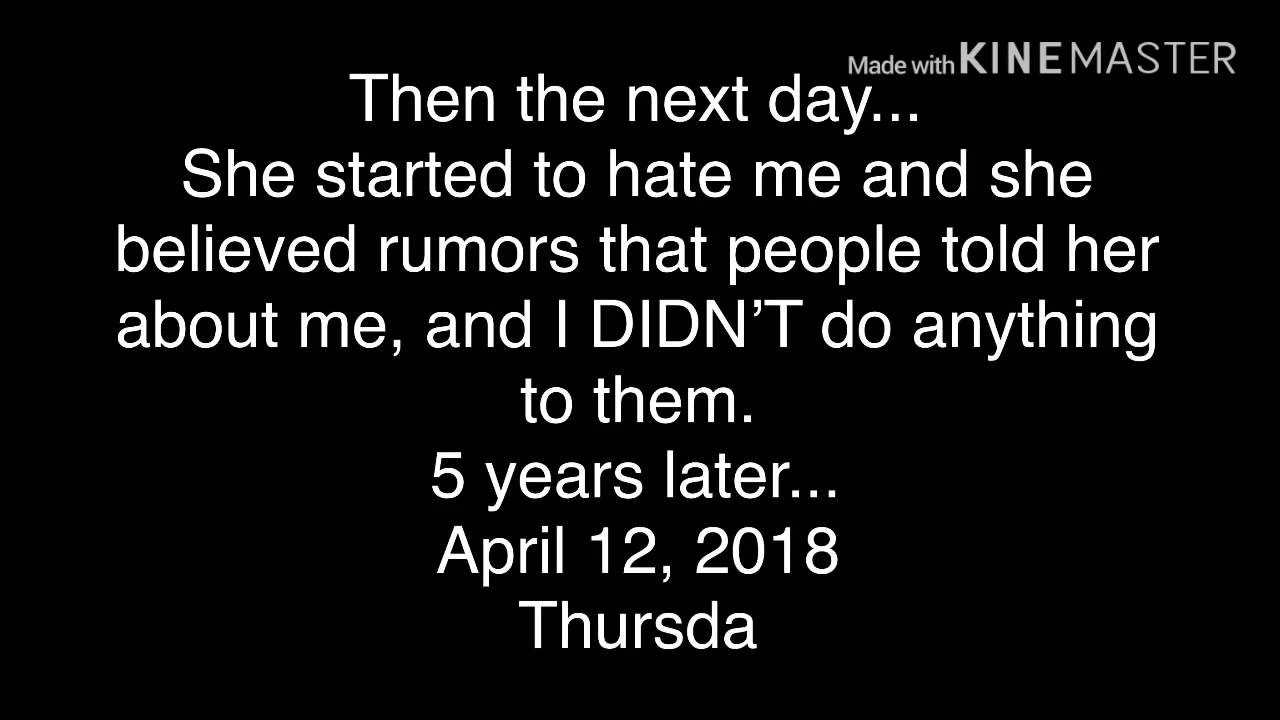 Made with KINEMASTER
Then the next day...
She started to hate me and she
believed rumors that people told her
about me, and I DIDN’T do anything
to them.
5 years later...
April 12, 2018
Thursda